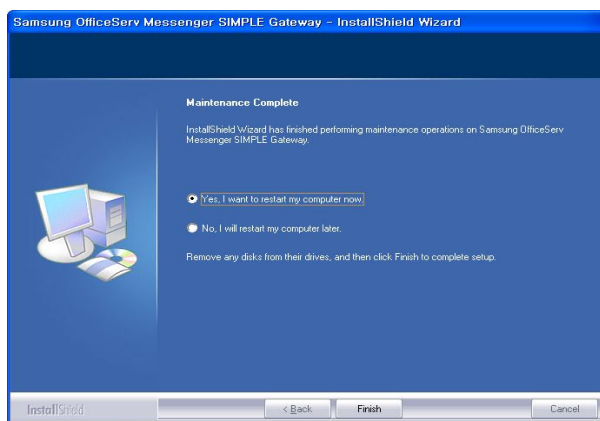 Samsung OfficeServ Messenger SIMPLE Gateway - InstallShield Wizard
Maintenance Complete
InstallShield Wizard has finished performing maintenance operations on Samsung OfficeServ
Messenger SIMPLE Gateway.
Yes, I want to restart my computer now.
No, I will restart my computer later.
Remove any disks from their drives, and then click Finish to complete setup.
InstallShield
< Back
Finish
Cancel